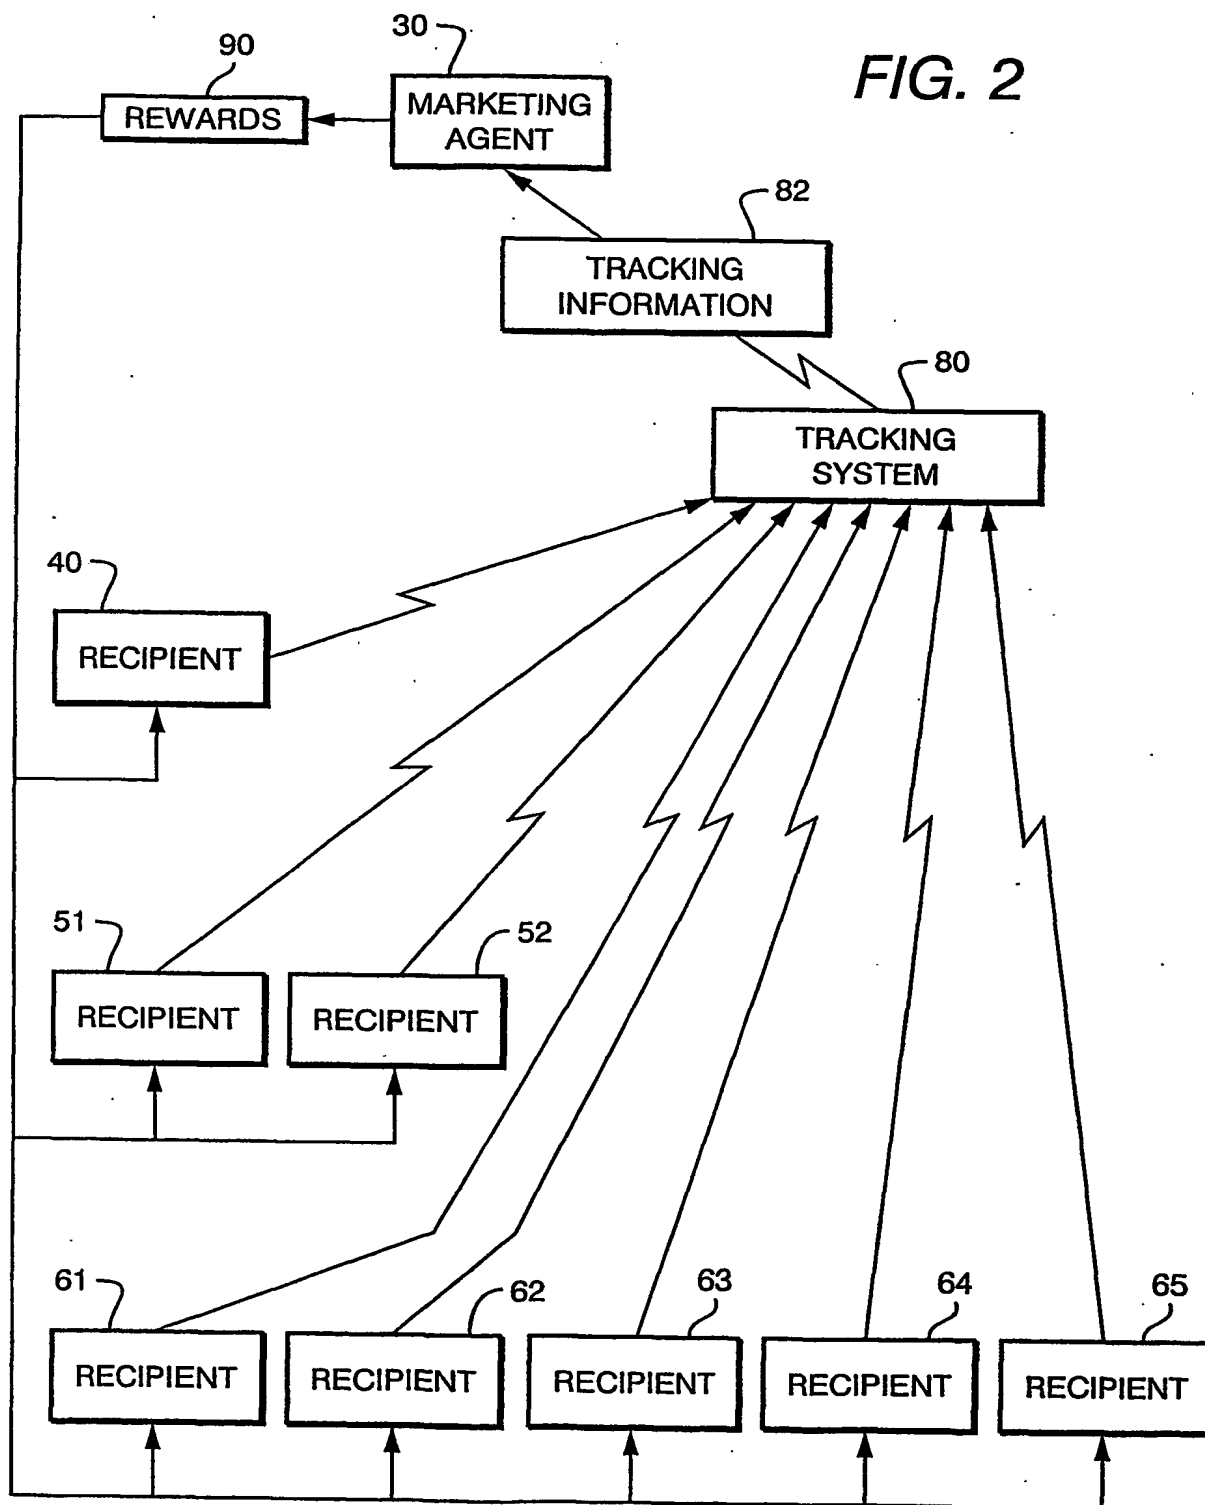 FIG. 2
30
90
MARKETING
AGENT
REWARDS
82
TRACKING
INFORMATION
80
TRACKING
SYSTEM
40
RECIPIENT
51
52
RECIPIENT
RECIPIENT
61
62
63
64
65
RECIPIENT
RECIPIENT
RECIPIENT
RECIPIENT
RECIPIENT